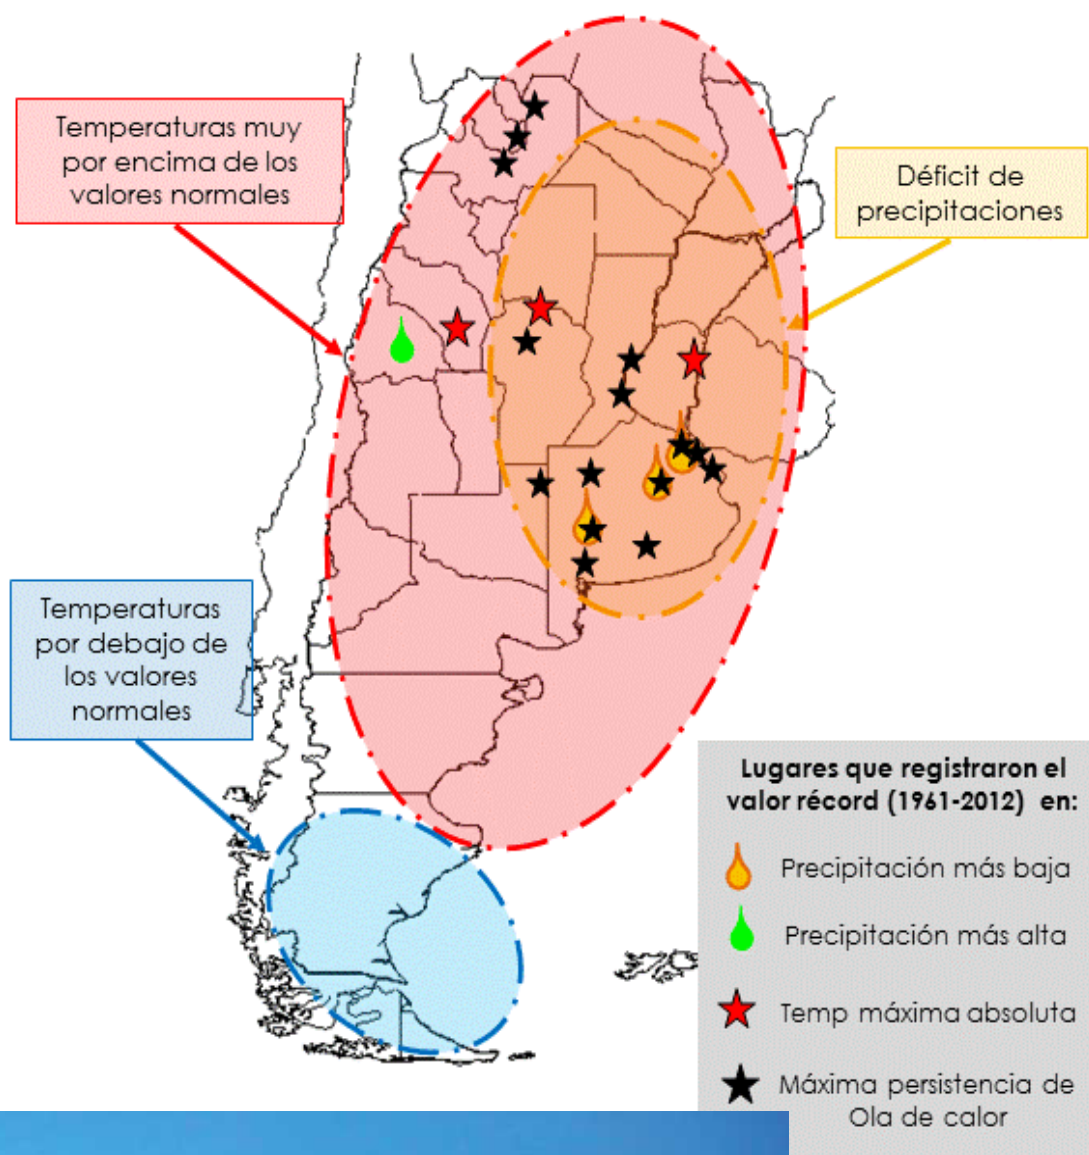 Temperaturas muy
por encima de los
valores normales
Déficit de
precipitaciones
Temperaturas
por debajo de
los valores
normales
Lugares que registraron el
valor récord (1961-2012) en:
Precipitación más baja
Precipitación más alta
Temp máxima absoluta
Máxima persistencia de
Ola de calor